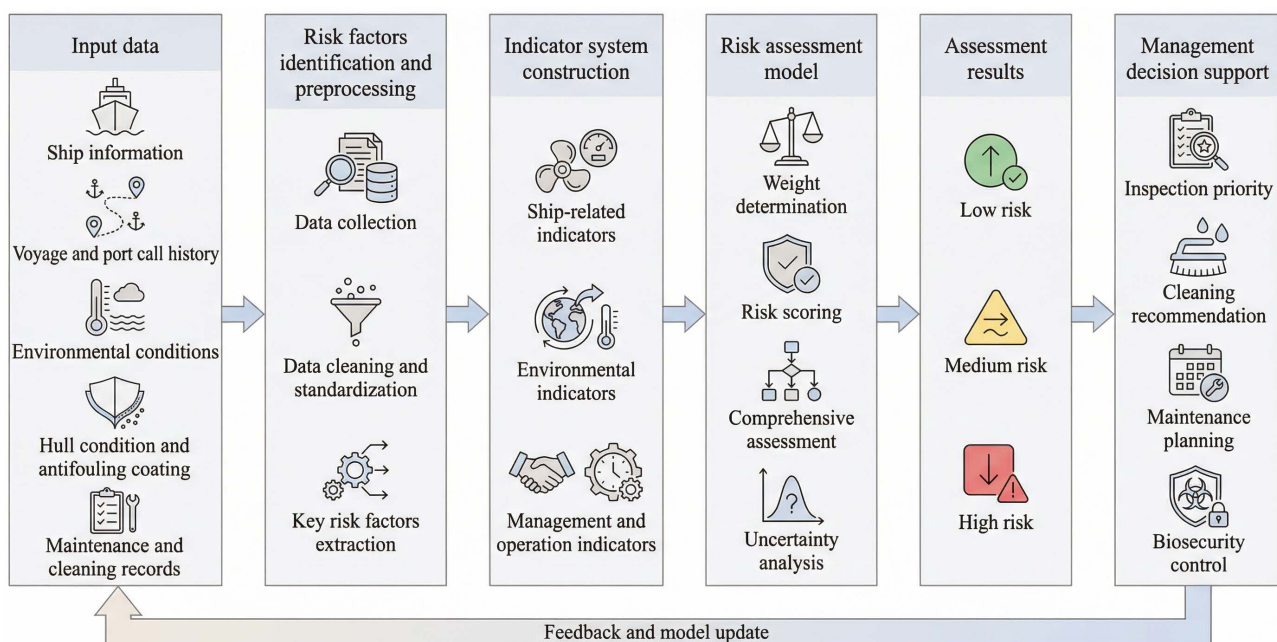 Input data
Ship information
Voyage and port call history
Environmental conditions
Hull condition and
antifouling coating
Maintenance and
cleaning records
Risk factors
identification and
preprocessing
Data collection
Data cleaning and
standardization
Key risk factors
extraction
Indicator system
construction
Ship-related
indicators
Environmental
indicators
Management and
operation indicators
Risk assessment
model
Weight
determination
Risk scoring
Comprehensive
assessment
?
Uncertainty
analysis
Assessment
results
Low risk
Medium risk
!
High risk
Management
decision support
Inspection priority
Cleaning
recommendation
Maintenance
planning
Biosecurity
control
Feedback and model update